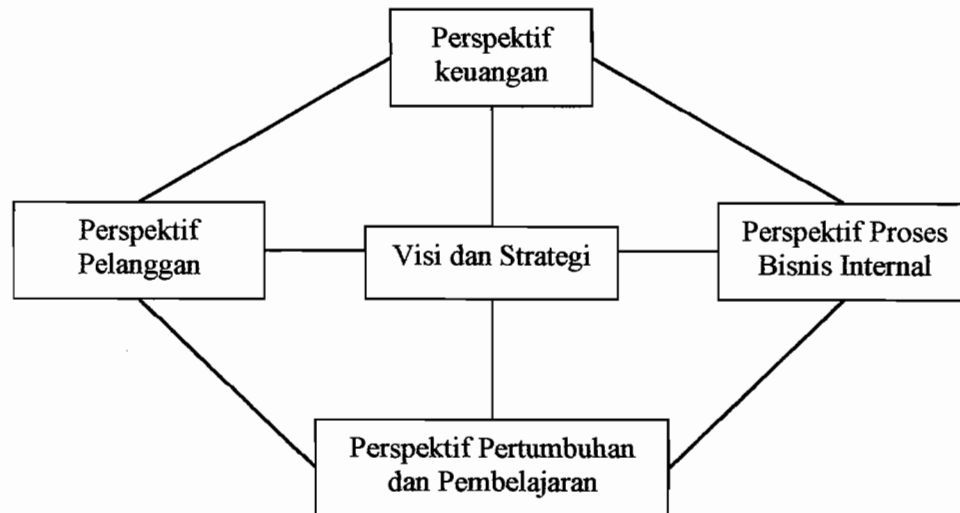 Perspektif
keuangan
Perspektif
Pelanggan
Visi dan Strategi
Perspektif Proses
Bisnis Internal
Perspektif Pertumbuhan
dan Pembelajaran